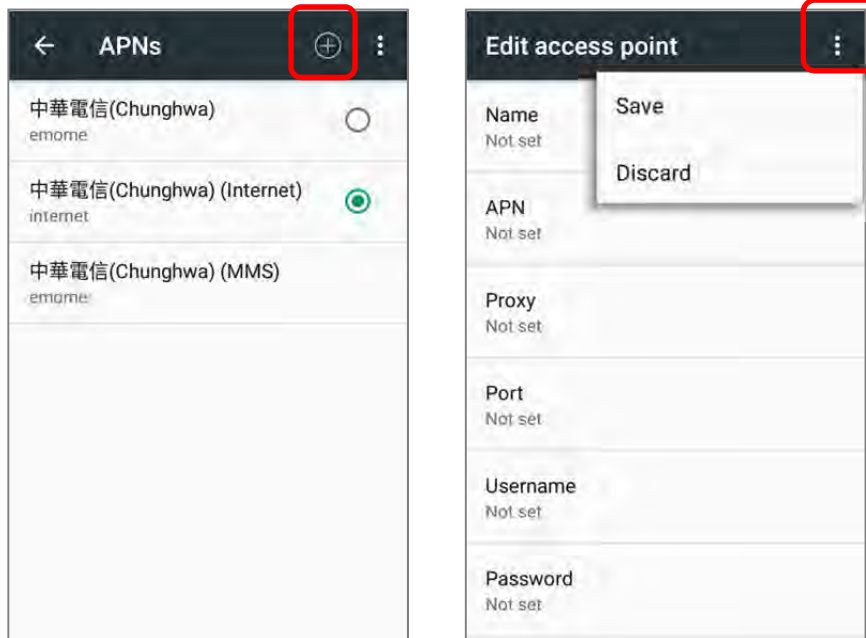 APNs
中華電信(Chunghwa)
emome
中華電信(Chunghwa) (Internet)
internet
中華電信(Chunghwa) (MMS)
emome
Edit access point
Save
Discard
Name
Not set
APN
Not set
Proxy
Not set
Port
Not set
Username
Not set
Password
Not set